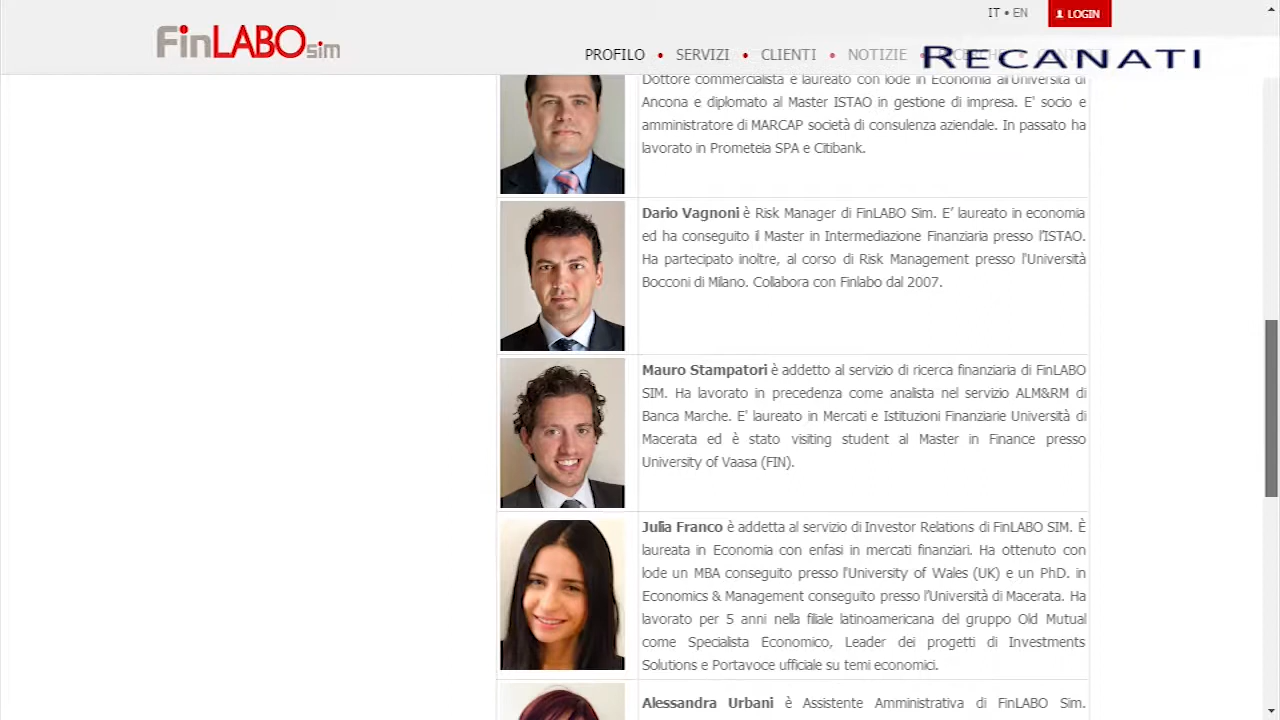 IT • EN
LOGIN
FinLABOsim
PROFILO • SERVIZI • CLIENTI • NOTIZIE
RECANATI
Dottore commercialista è laureato con lode in Economia all'Università di
Ancona e diplomato al Master ISTAO in gestione di impresa. E' socio e
amministratore di MARCAP società di consulenza aziendale. In passato ha
lavorato in Prometeia SPA e Citibank.
Dario Vagnoni è Risk Manager di FinLABO Sim. E’ laureato in economia
ed ha conseguito il Master in Intermediazione Finanziaria presso l’ISTAO.
Ha partecipato inoltre, al corso di Risk Management presso l'Università
Bocconi di Milano. Collabora con Finlabo dal 2007.
Mauro Stampatori è addetto al servizio di ricerca finanziaria di FinLABO
SIM. Ha lavorato in precedenza come analista nel servizio ALM&RM di
Banca Marche. E' laureato in Mercati e Istituzioni Finanziarie Università di
Macerata ed è stato visiting student al Master in Finance presso
University of Vaasa (FIN).
Julia Franco è addetta al servizio di Investor Relations di FinLABO SIM. È
laureata in Economia con enfasi in mercati finanziari. Ha ottenuto con
lode un MBA conseguito presso l'University of Wales (UK) e un PhD. in
Economics & Management conseguito presso l’Università di Macerata. Ha
lavorato per 5 anni nella filiale latinoamericana del gruppo Old Mutual
come Specialista Economico, Leader dei progetti di Investments
Solutions e Portavoce ufficiale su temi economici.
Alessandra Urbani è Assistente Amministrativa di FinLABO Sim.